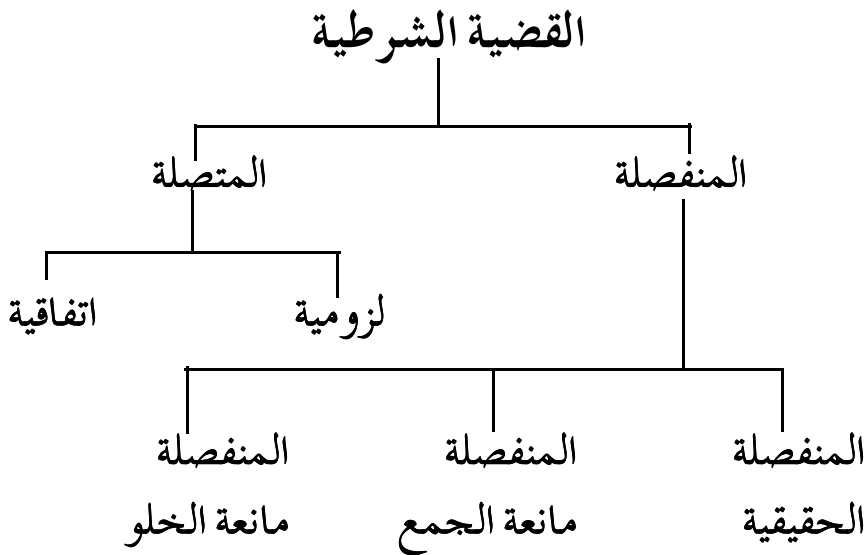 القضية الشرطية
المنفصلة
المتصلة
لزومية
اتفاقية
المنفصلة
الحقيقية
المنفصلة
مانعة الجمع
المنفصلة
مانعة الخلو